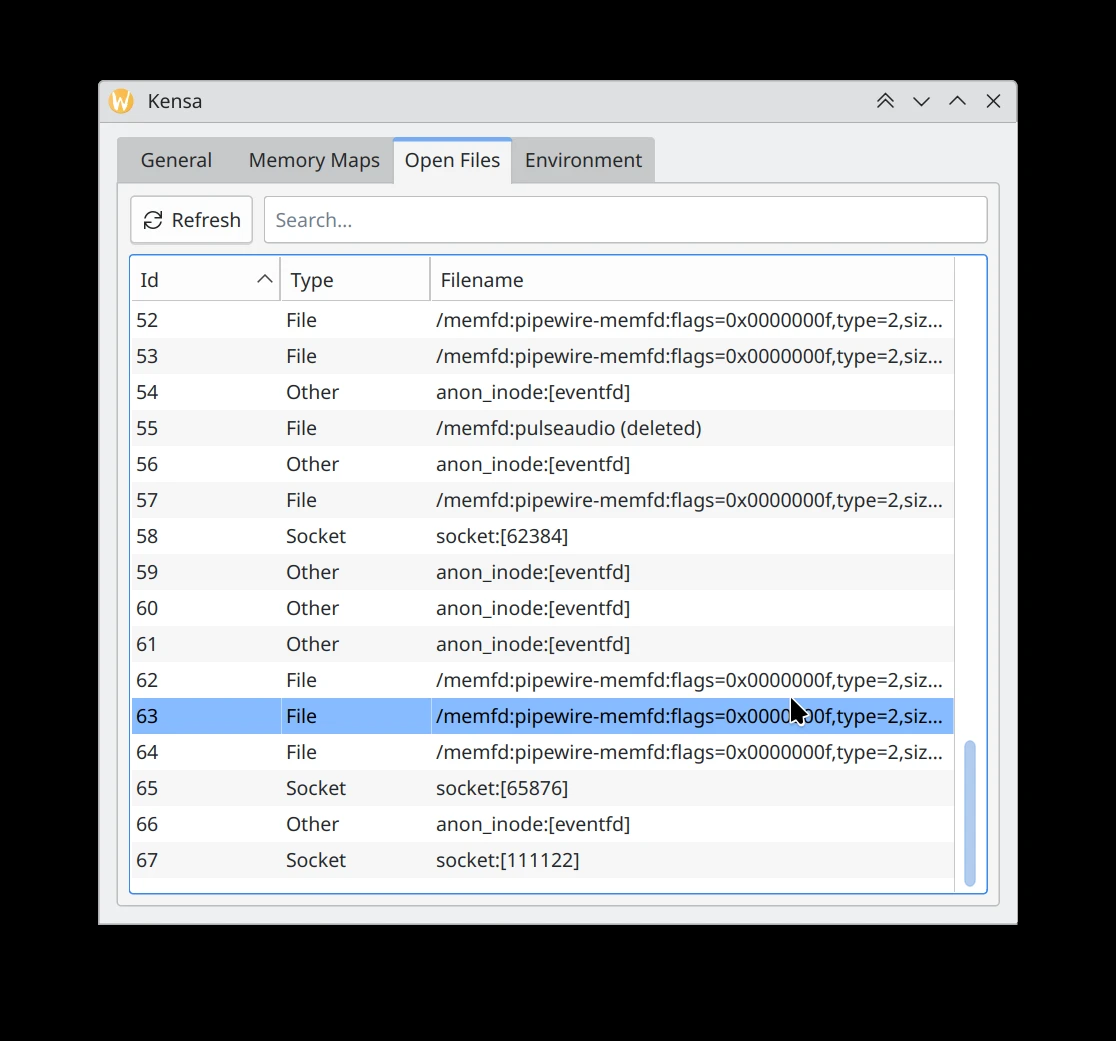 W Kensa
General Memory Maps Open Files Environment
Refresh Search...
Id Type Filename
52 File /memfd:pipewire-memfd:flags=0x0000000f,type=2,siz...
53 File /memfd:pipewire-memfd:flags=0x0000000f,type=2,siz...
54 Other anon_inode:[eventfd]
55 File /memfd:pulseaudio (deleted)
56 Other anon_inode:[eventfd]
57 File /memfd:pipewire-memfd:flags=0x0000000f,type=2,siz...
58 Socket socket:[62384]
59 Other anon_inode:[eventfd]
60 Other anon_inode:[eventfd]
61 Other anon_inode:[eventfd]
62 File /memfd:pipewire-memfd:flags=0x0000000f,type=2,siz...
63 File /memfd:pipewire-memfd:flags=0x0000000f,type=2,siz...
64 File /memfd:pipewire-memfd:flags=0x0000000f,type=2,siz...
65 Socket socket:[65876]
66 Other anon_inode:[eventfd]
67 Socket socket:[111122]